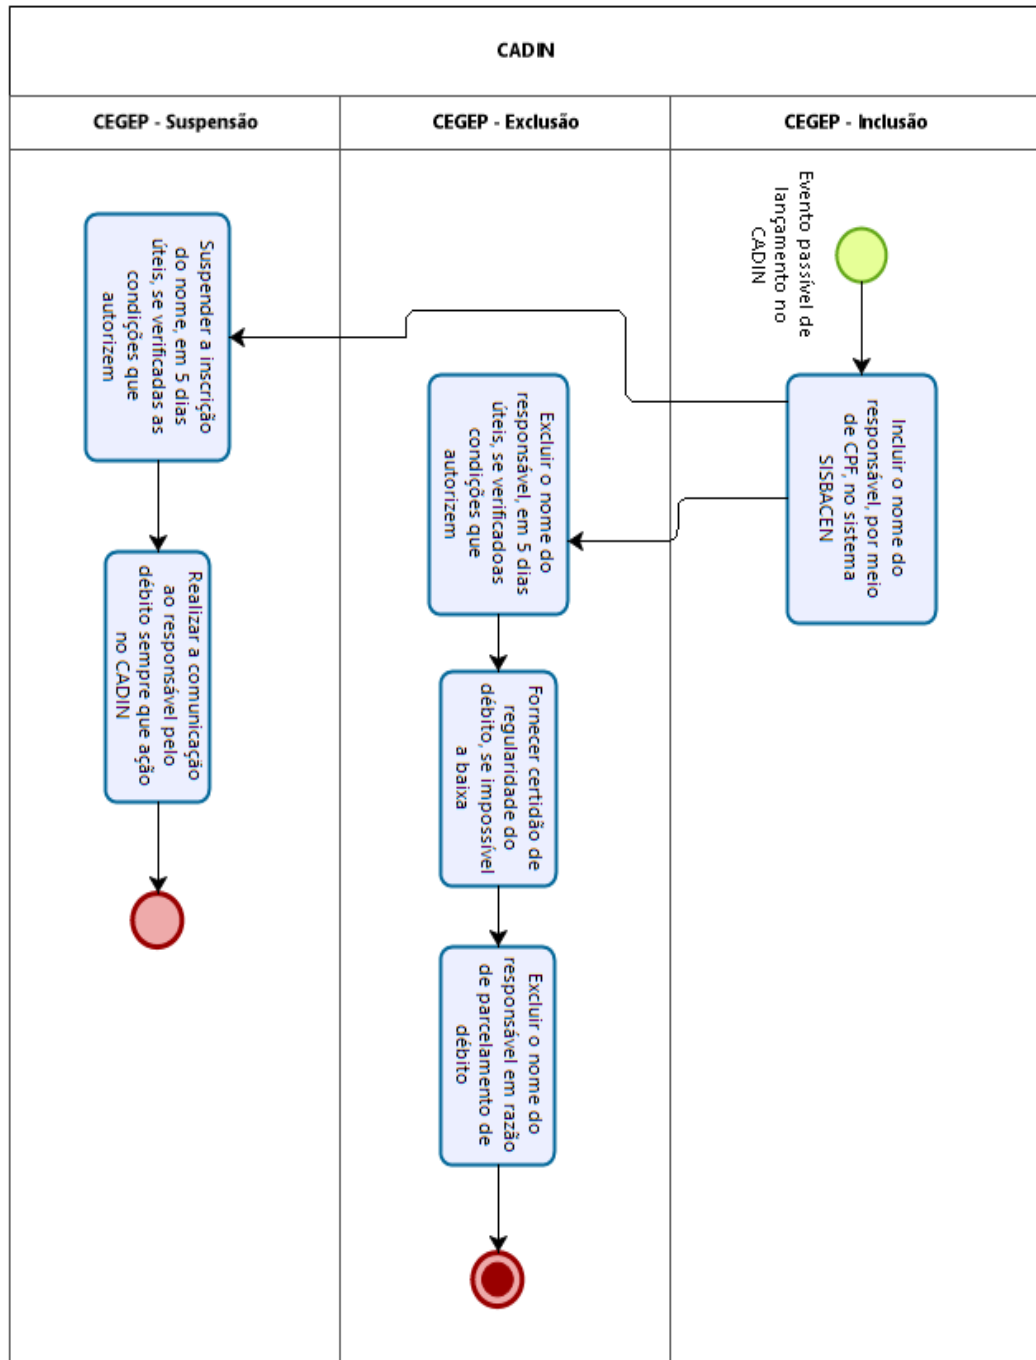 CADIN
CEGEP - Suspensão
CEGEP - Exclusão
CEGEP - Inclusão
Evento passível de
lançamento no
CADIN
Incluir o nome do
responsável, por meio
de CPF, no sistema
SISBACEN
Excluir o nome do
responsável, em 5 dias
úteis, se verificadoas
condições que
autorizem
Fornecer certidão de
regularidade do
débito, se impossível
a baixa
Excluir o nome do
responsável em razão
de parcelamento de
débito
Suspender a inscrição
do nome, em 5 dias
úteis, se verificadas as
condições que
autorizem
Realizar a comunicação
ao responsável pelo
débito sempre que ação
no CADIN